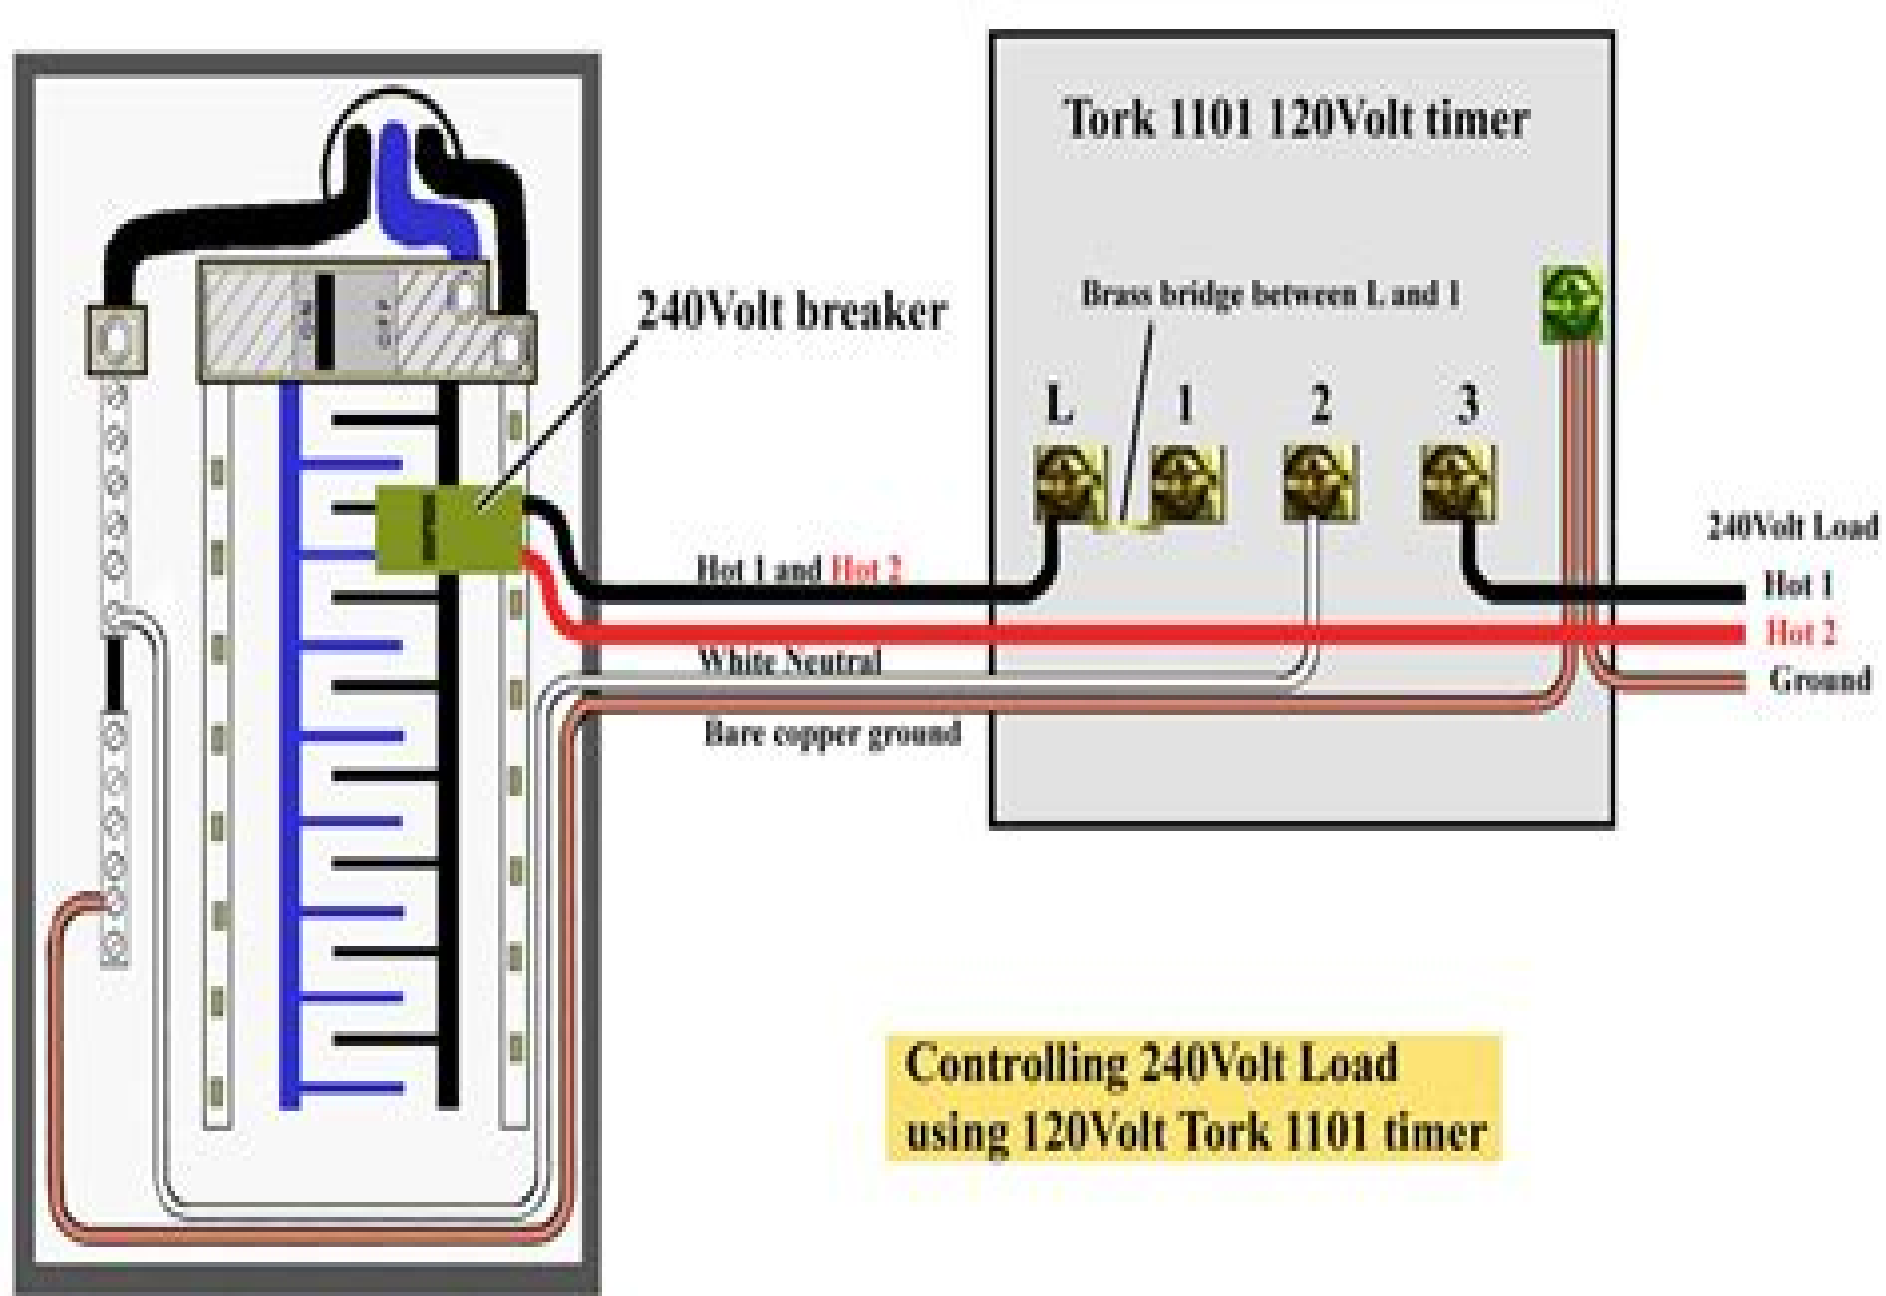 Tork 1101 120Volt timer
240Volt breaker
Brass bridge between L and 1
L 1 2 3
240Volt Load
Hot 1 and Hot 2
Hot 1
Hot 2
White Neutral
Ground
Bare copper ground
Controlling 240Volt Load
using 120Volt Tork 1101 timer